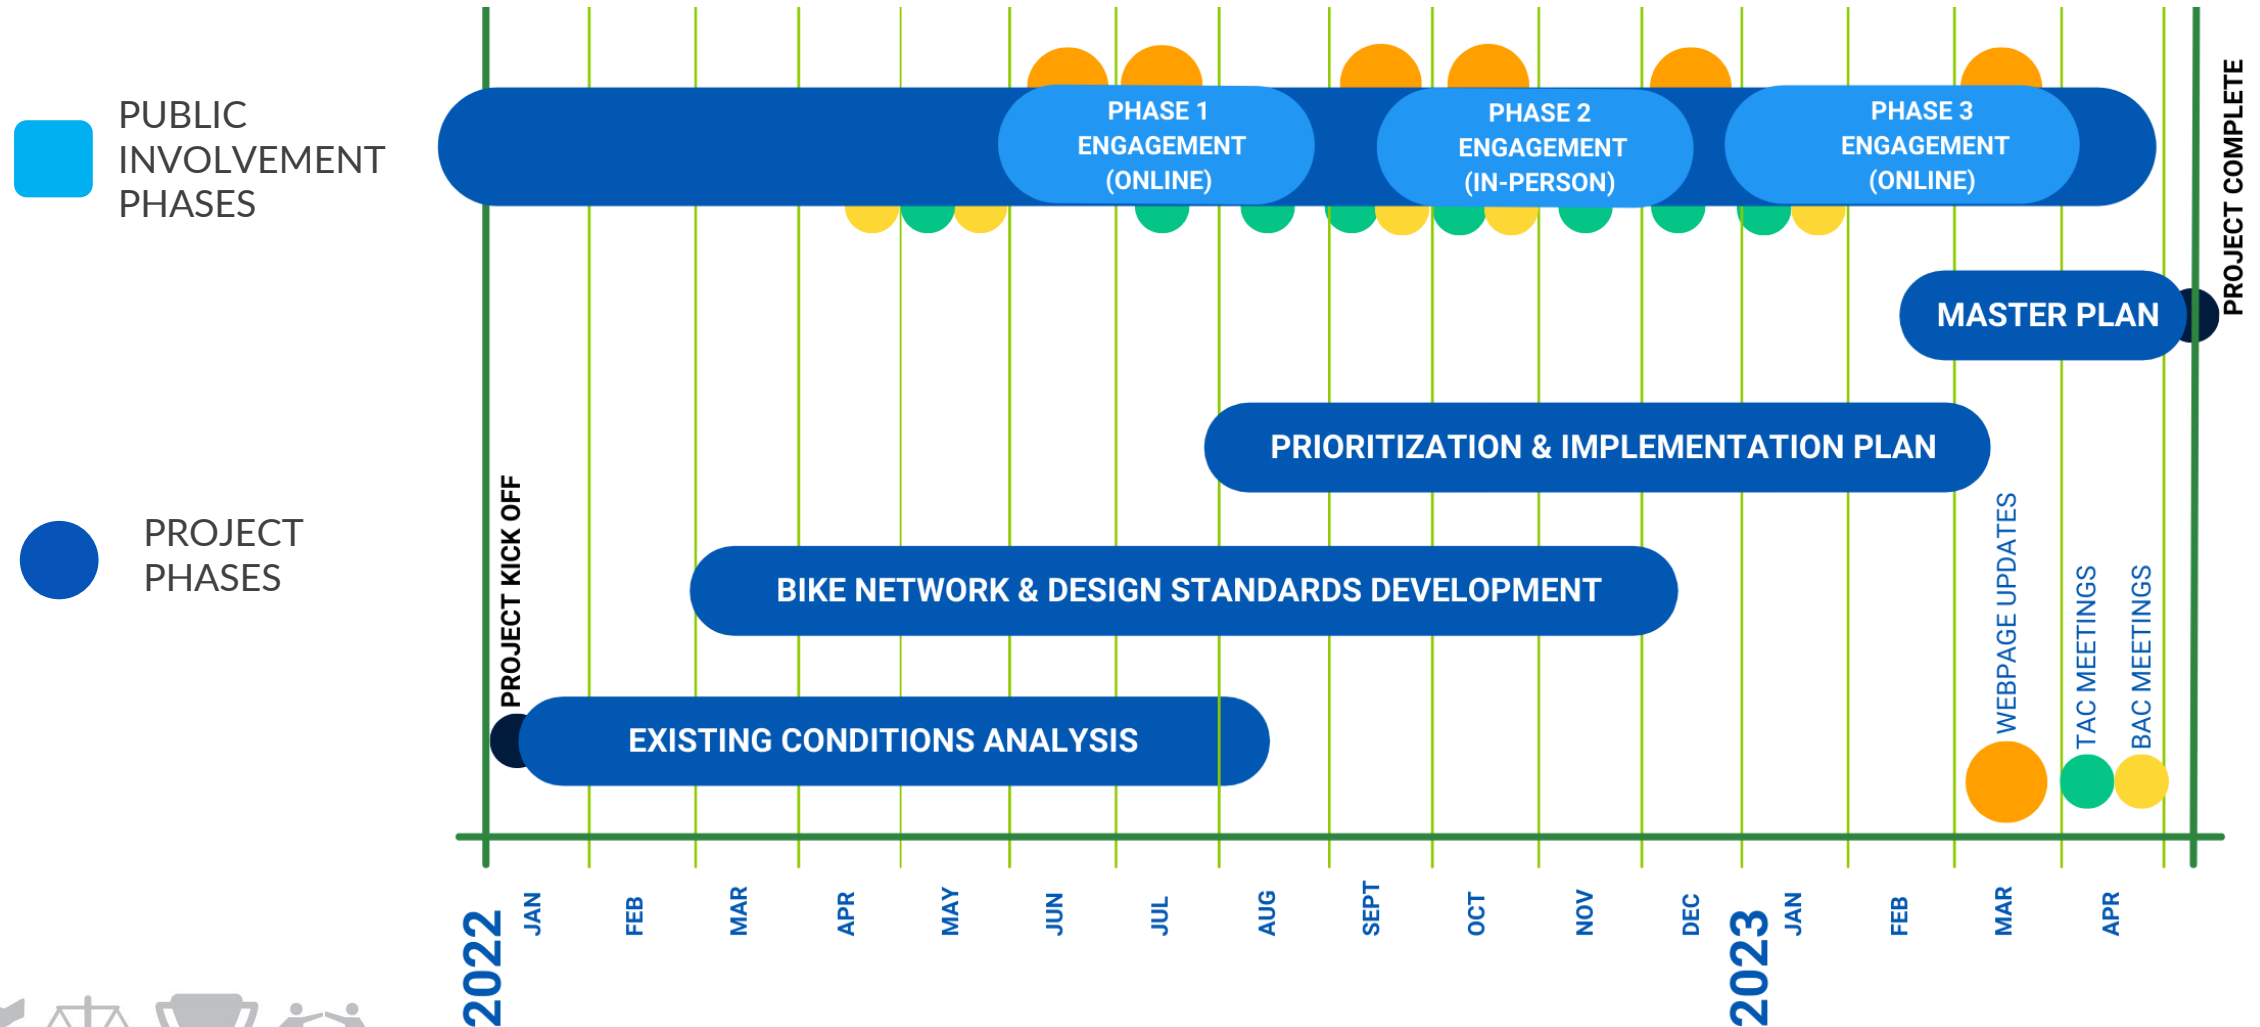 PUBLIC
INVOLVEMENT
PHASES
PROJECT
PHASES
PHASE 1
ENGAGEMENT
(ONLINE)
PHASE 2
ENGAGEMENT
(IN-PERSON)
PHASE 3
ENGAGEMENT
(ONLINE)
PROJECT COMPLETE
MASTER PLAN
PRIORITIZATION & IMPLEMENTATION PLAN
BIKE NETWORK & DESIGN STANDARDS DEVELOPMENT
PROJECT KICK OFF
EXISTING CONDITIONS ANALYSIS
WEBPAGE UPDATES
TAC MEETINGS
BAC MEETINGS
2022
JAN
FEB
MAR
APR
MAY
JUN
JUL
AUG
SEPT
OCT
NOV
DEC
2023
JAN
FEB
MAR
APR